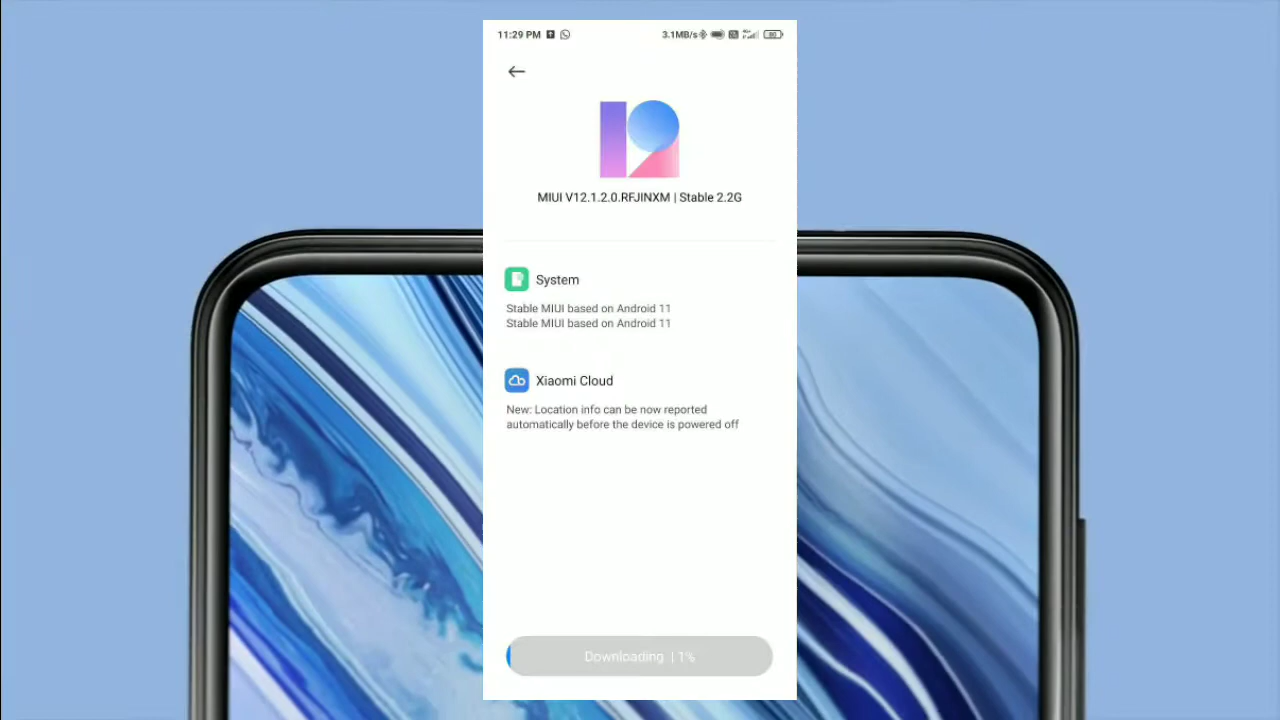 11:29 PM
3.1MB/s
80
MIUI V12.1.2.0.RFJINXM | Stable 2.2G
System
Stable MIUI based on Android 11
Stable MIUI based on Android 11
Xiaomi Cloud
New: Location info can be now reported
automatically before the device is powered off
Downloading | 1%